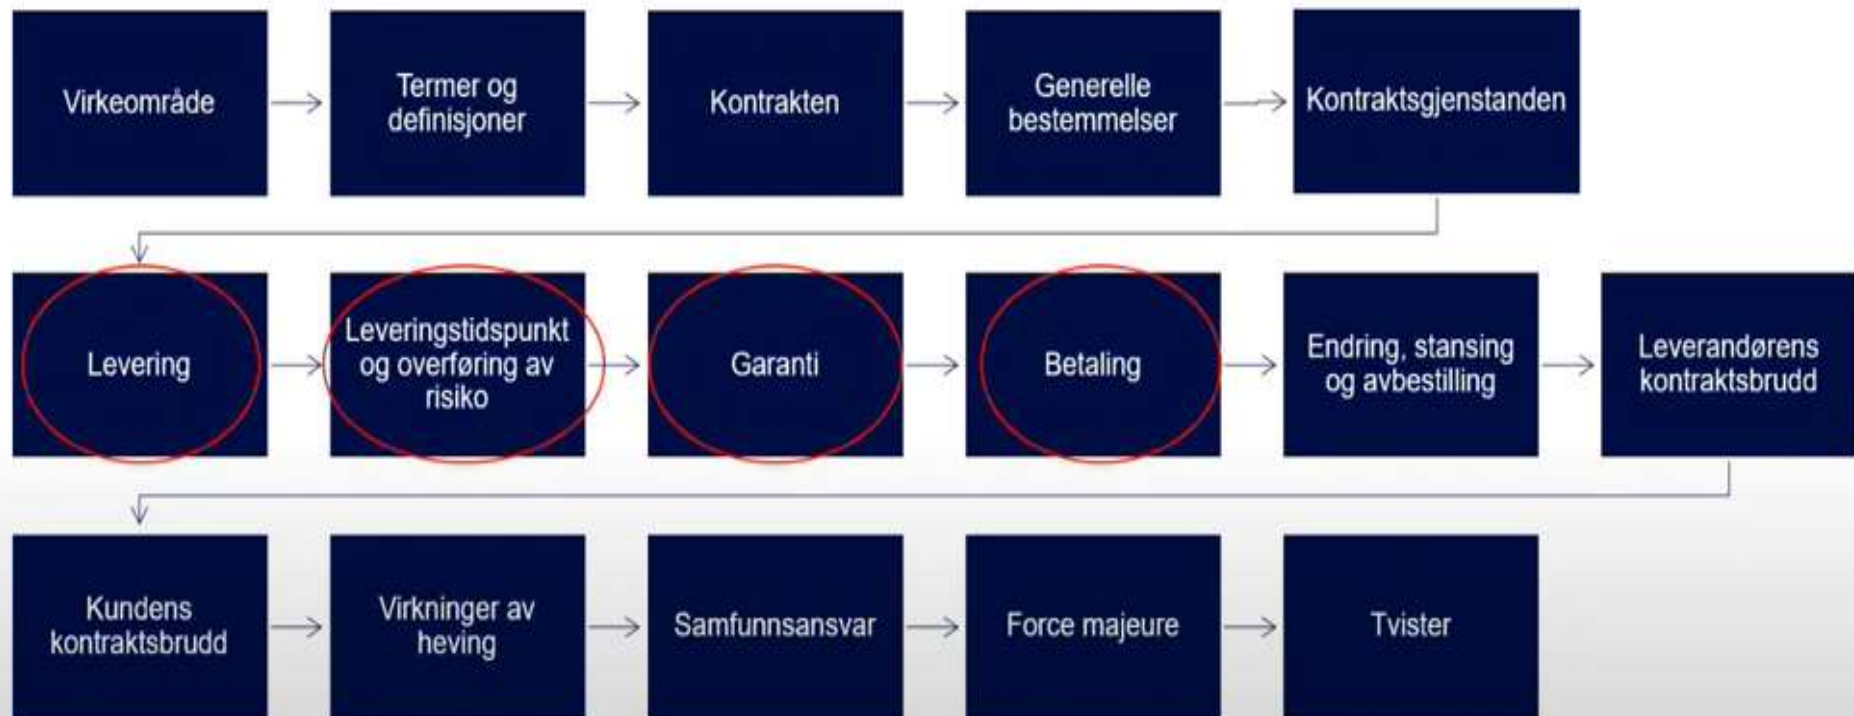 Virkeområde
Termer og
definisjoner
Kontrakten
Generelle
bestemmelser
Kontraktsgjenstanden
Levering
Leveringstidspunkt
og overføring av
risiko
Garanti
Betaling
Endring, stansing
og avbestilling
Leverandørens
kontraktsbrudd
Kundens
kontraktsbrudd
Virkninger av
heving
Samfunnsansvar
Force majeure
Tvister